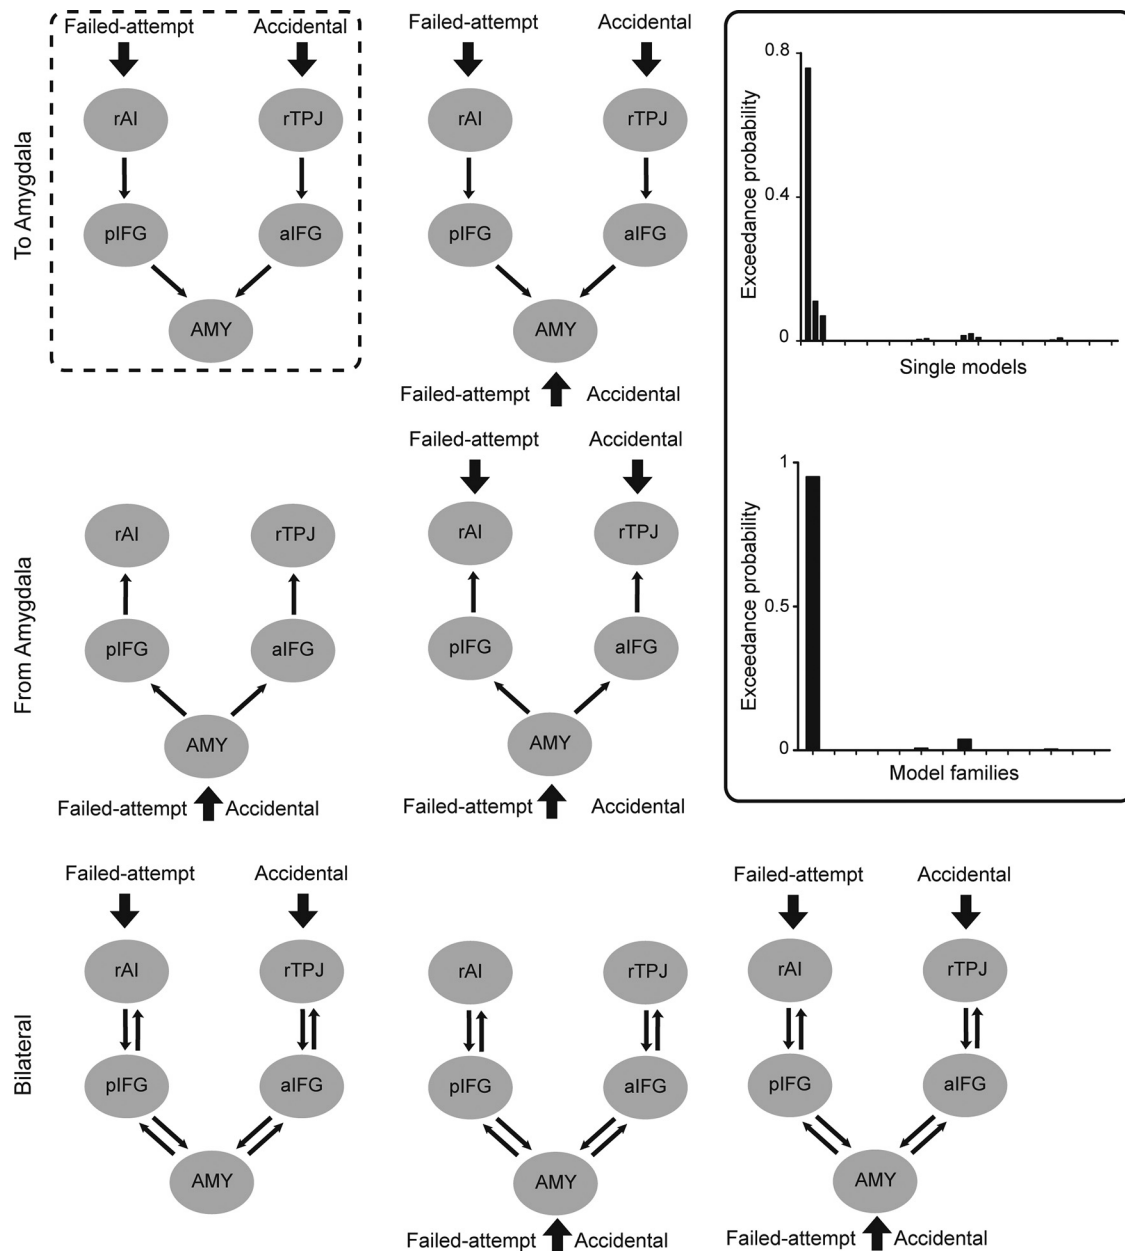 To Amygdala
Failed-attempt Accidental
rAI rTPJ
pIFG aIFG
AMY
Failed-attempt Accidental
rAI rTPJ
pIFG aIFG
AMY
Failed-attempt Accidental
Exceedance probability
0.8
0.4
0
Single models
Exceedance probability
1
0.5
0
Model families
From Amygdala
rAI rTPJ
pIFG aIFG
AMY
Failed-attempt Accidental
Failed-attempt Accidental
rAI rTPJ
pIFG aIFG
AMY
Failed-attempt Accidental
Bilateral
Failed-attempt Accidental
rAI rTPJ
pIFG aIFG
AMY
rAI rTPJ
pIFG aIFG
AMY
Failed-attempt Accidental
Failed-attempt Accidental
rAI rTPJ
pIFG aIFG
AMY
Failed-attempt Accidental